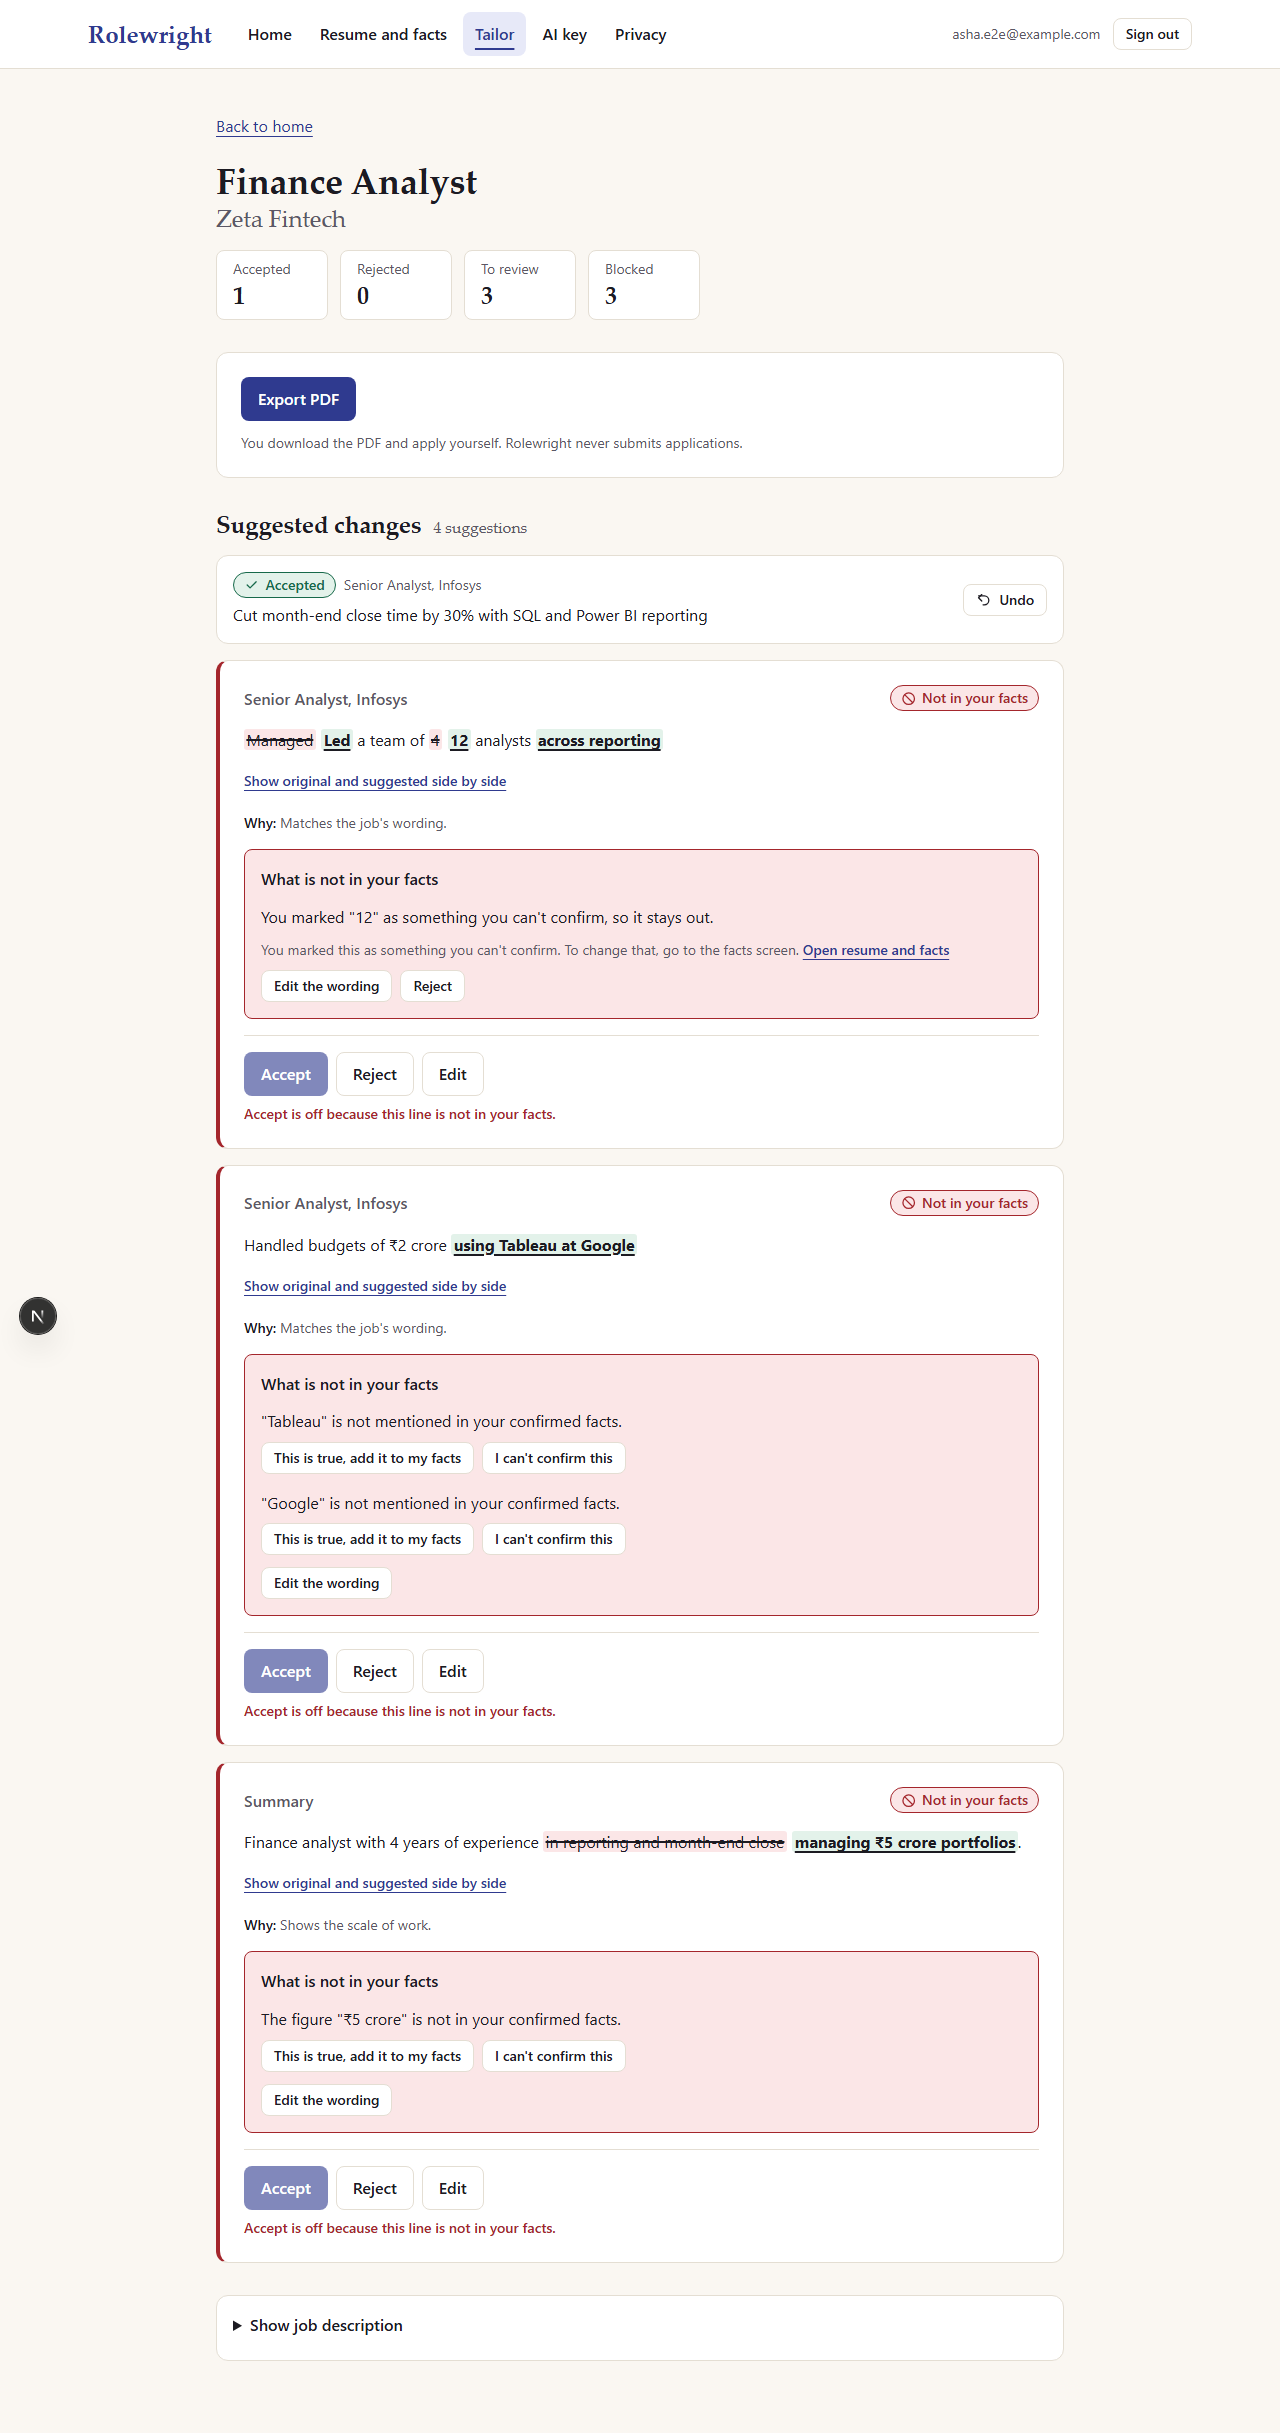 Rolewright Home Resume and facts Tailor AI key Privacy asha.e2e@example.com Sign out
Back to home
Finance Analyst
Zeta Fintech
Accepted Rejected To review Blocked
1 0 3 3
Export PDF
You download the PDF and apply yourself. Rolewright never submits applications.
Suggested changes 4 suggestions
Accepted Senior Analyst, Infosys
Cut month-end close time by 30% with SQL and Power BI reporting
Undo
Senior Analyst, Infosys Not in your facts
Managed Led a team of 4 12 analysts across reporting
Show original and suggested side by side
Why: Matches the job's wording.
What is not in your facts
You marked "12" as something you can't confirm, so it stays out.
You marked this as something you can't confirm. To change that, go to the facts screen. Open resume and facts
Edit the wording Reject
Accept Reject Edit
Accept is off because this line is not in your facts.
Senior Analyst, Infosys Not in your facts
Handled budgets of ₹2 crore using Tableau at Google
Show original and suggested side by side
N
Why: Matches the job's wording.
What is not in your facts
"Tableau" is not mentioned in your confirmed facts.
This is true, add it to my facts I can't confirm this
"Google" is not mentioned in your confirmed facts.
This is true, add it to my facts I can't confirm this
Edit the wording
Accept Reject Edit
Accept is off because this line is not in your facts.
Summary Not in your facts
Finance analyst with 4 years of experience in reporting and month-end close managing ₹5 crore portfolios.
Show original and suggested side by side
Why: Shows the scale of work.
What is not in your facts
The figure "₹5 crore" is not in your confirmed facts.
This is true, add it to my facts I can't confirm this
Edit the wording
Accept Reject Edit
Accept is off because this line is not in your facts.
Show job description